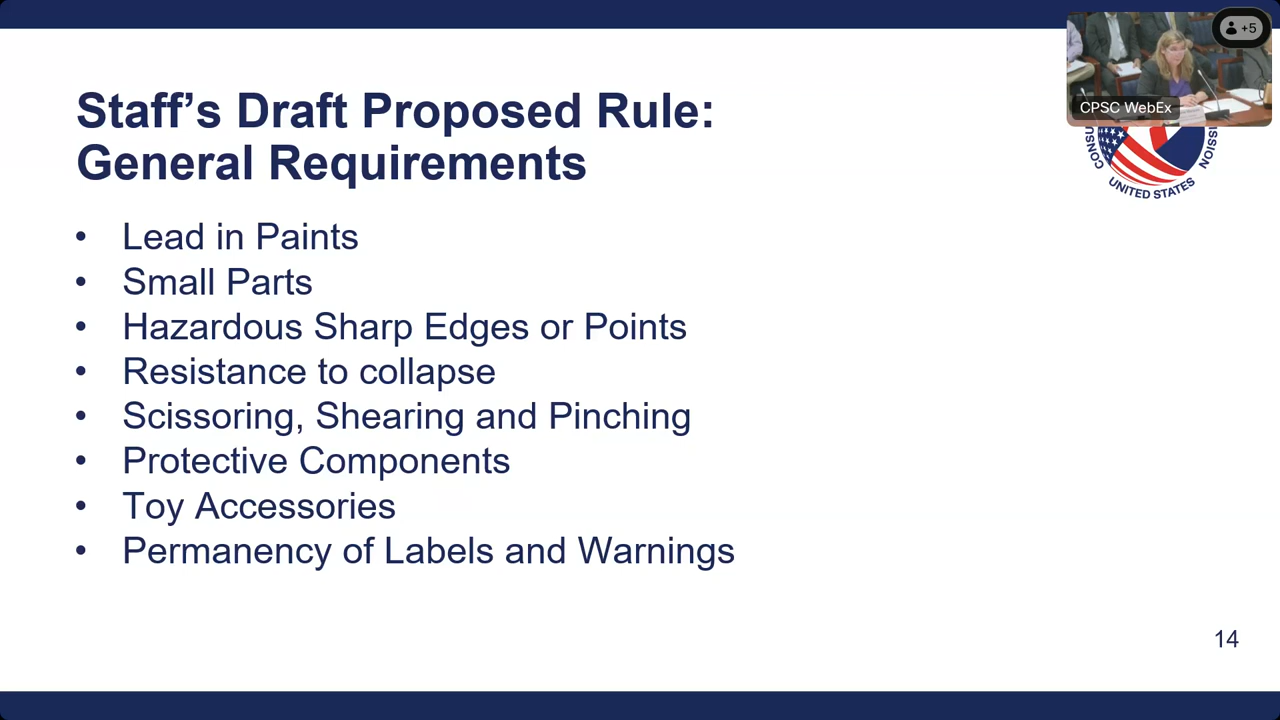 +5
CPSC WebEx
Staff’s Draft Proposed Rule:
General Requirements
UNITED STATES
• Lead in Paints
• Small Parts
• Hazardous Sharp Edges or Points
• Resistance to collapse
• Scissoring, Shearing and Pinching
• Protective Components
• Toy Accessories
• Permanency of Labels and Warnings
14